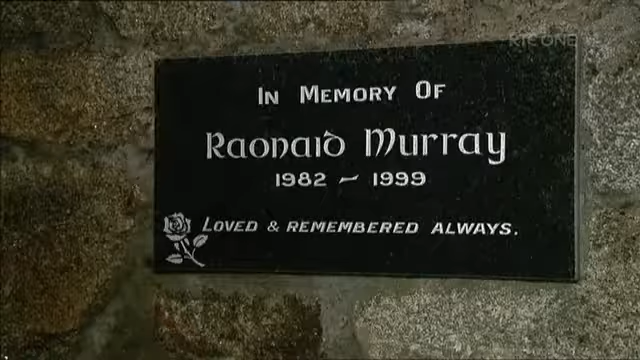 RTÉ ONE
In Memory Of
Raonaid Murray
1982 ~ 1999
Loved & remembered always.